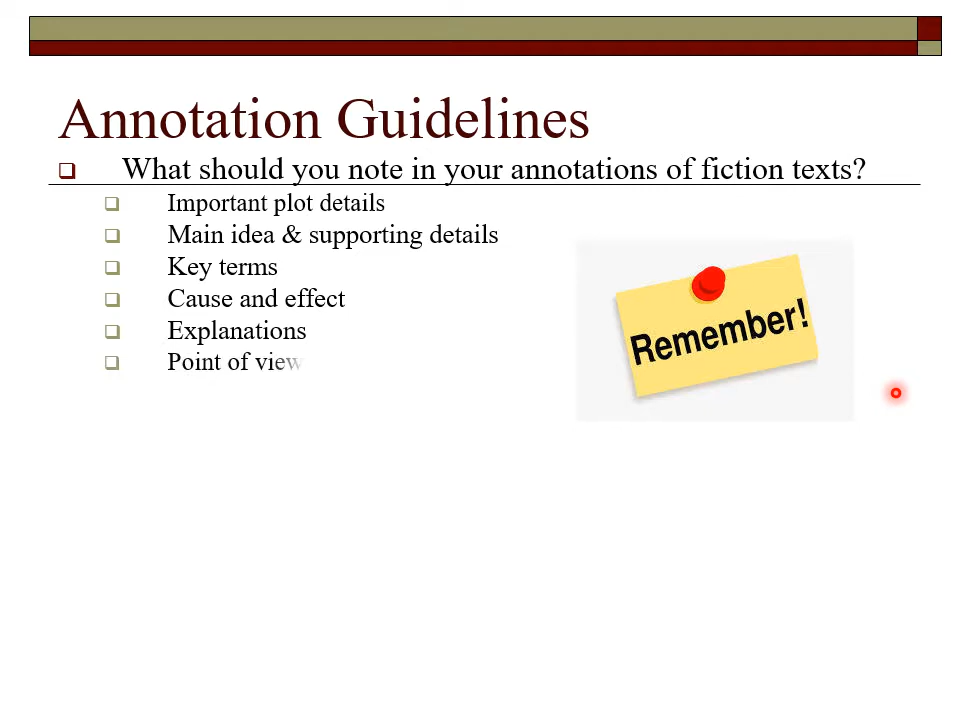 Annotation Guidelines
What should you note in your annotations of fiction texts?
Important plot details
Main idea & supporting details
Key terms
Cause and effect
Explanations
Point of view
Remember!